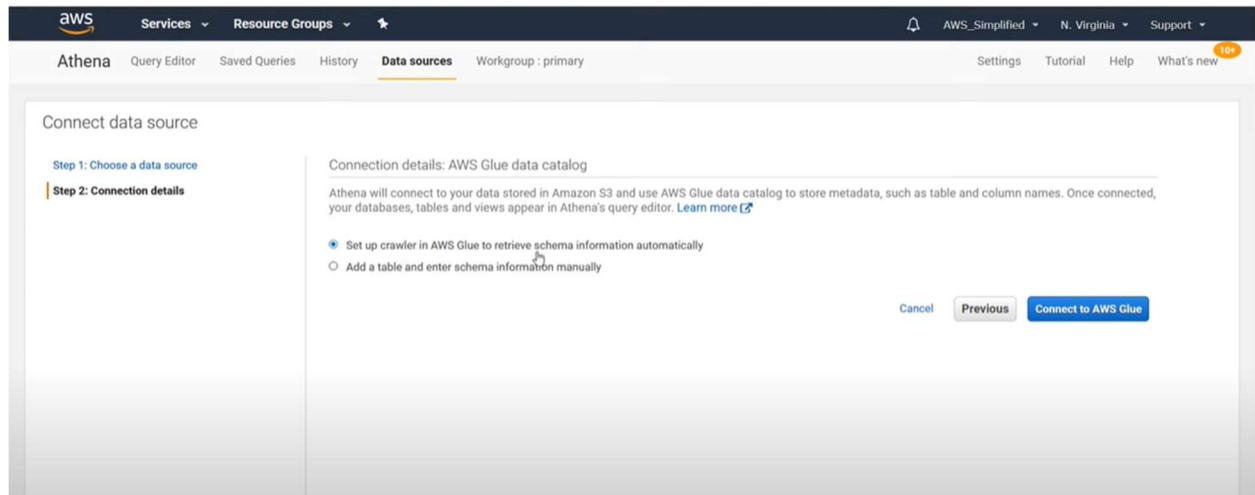 aws Services Resource Groups AWS_Simplified N. Virginia Support
Athena Query Editor Saved Queries History Data sources Workgroup : primary Settings Tutorial Help What's new 10+
Connect data source
Step 1: Choose a data source
Step 2: Connection details
Connection details: AWS Glue data catalog
Athena will connect to your data stored in Amazon S3 and use AWS Glue data catalog to store metadata, such as table and column names. Once connected,
your databases, tables and views appear in Athena's query editor. Learn more
Set up crawler in AWS Glue to retrieve schema information automatically
Add a table and enter schema information manually
Cancel Previous Connect to AWS Glue